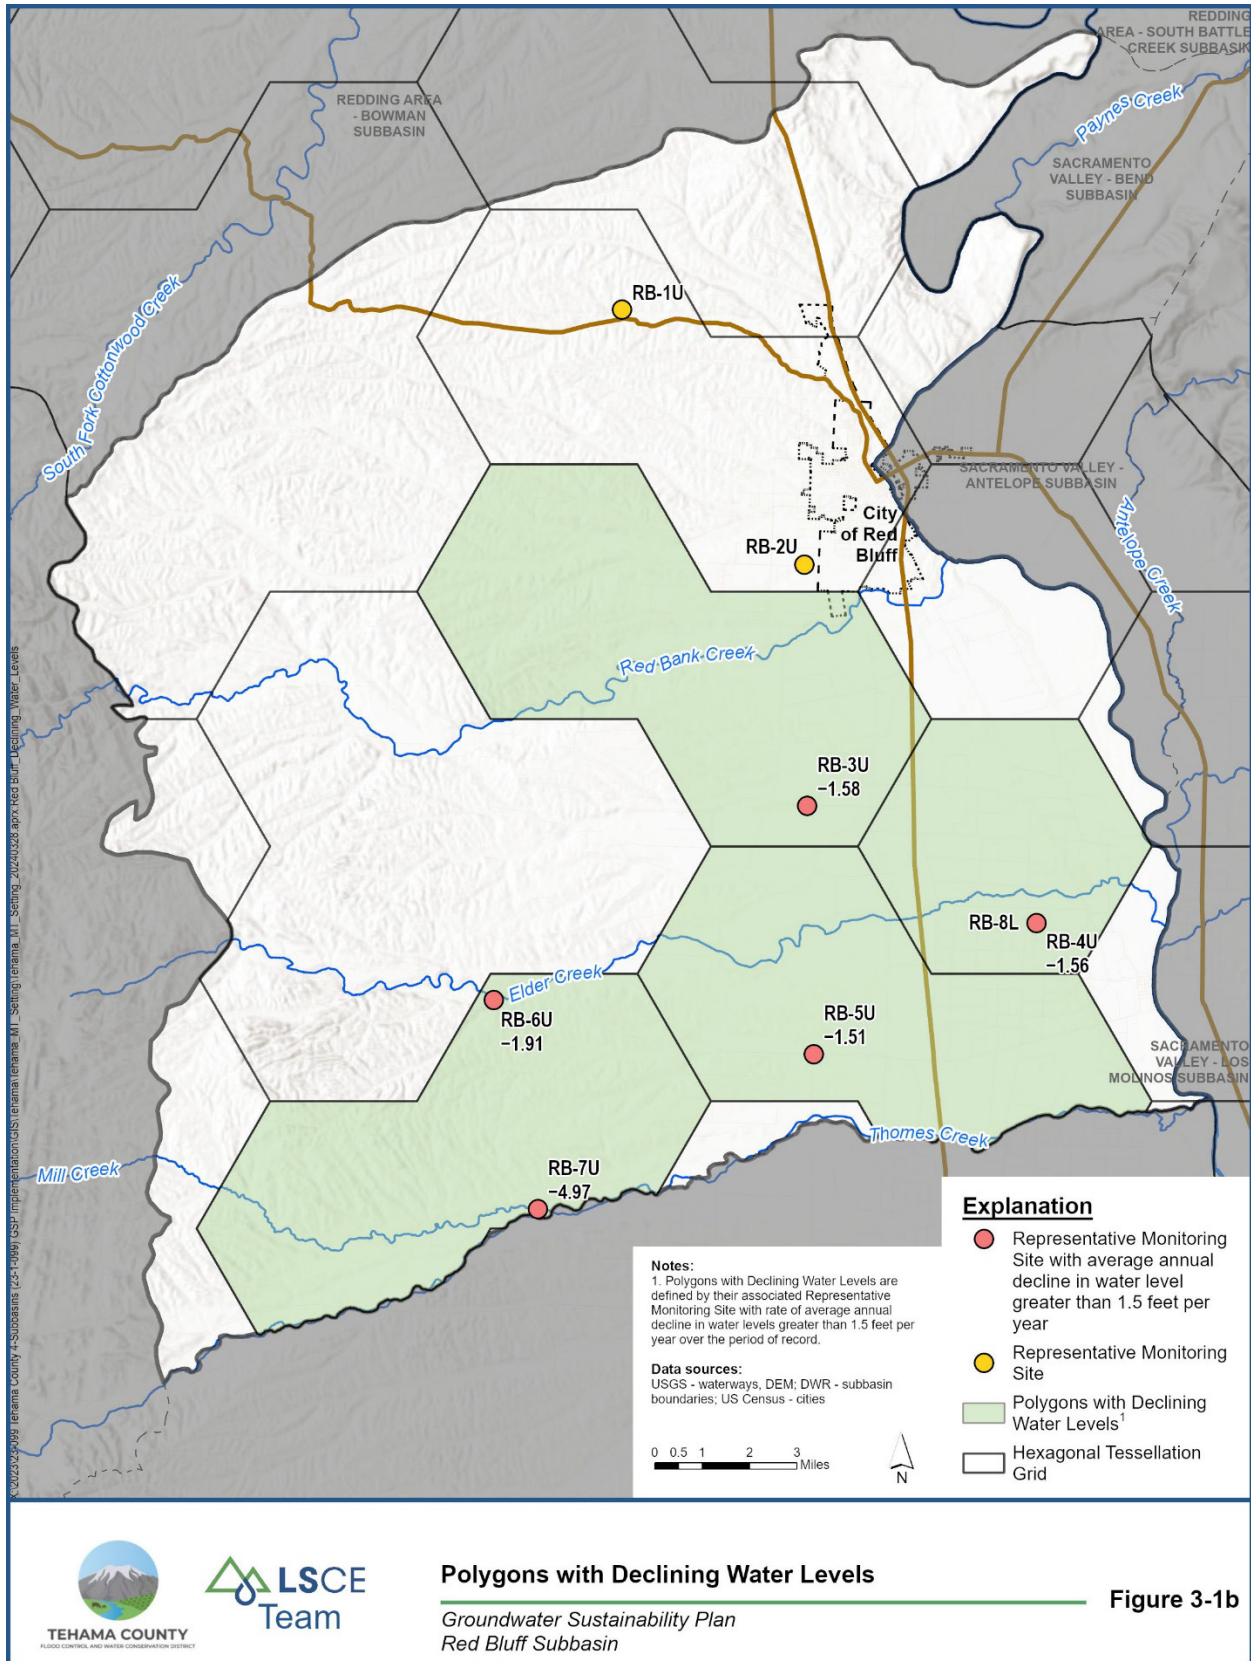 REDDING
AREA - SOUTH BATTLE
CREEK SUBBASIN
REDDING AREA
- BOWMAN
SUBBASIN
Paynes Creek
SACRAMENTO
VALLEY - BEND
SUBBASIN
South Fork Cottonwood Creek
RB-1U
SACRAMENTO VALLEY -
ANTELOPE SUBBASIN
Antelope Creek
City
of Red
Bluff
RB-2U
Red Bank Creek
RB-3U
−1.58
RB-8L
RB-4U
−1.56
Elder Creek
RB-6U
−1.91
RB-5U
−1.51
SACRAMENTO
VALLEY - LOS
MOLINOS SUBBASIN
Thomes Creek
Mill Creek
RB-7U
−4.97
Explanation
Representative Monitoring
Site with average annual
decline in water level
greater than 1.5 feet per
year
Representative Monitoring
Site
Polygons with Declining
Water Levels1
Hexagonal Tessellation
Grid
Notes:
1. Polygons with Declining Water Levels are
defined by their associated Representative
Monitoring Site with rate of average annual
decline in water levels greater than 1.5 feet per
year over the period of record.
Data sources:
USGS - waterways, DEM; DWR - subbasin
boundaries; US Census - cities
0 0.5 1 2 3
Miles
N
TEHAMA COUNTY
FLOOD CONTROL AND WATER CONSERVATION DISTRICT
LSCE
Team
Polygons with Declining Water Levels
Groundwater Sustainability Plan
Red Bluff Subbasin
Figure 3-1b